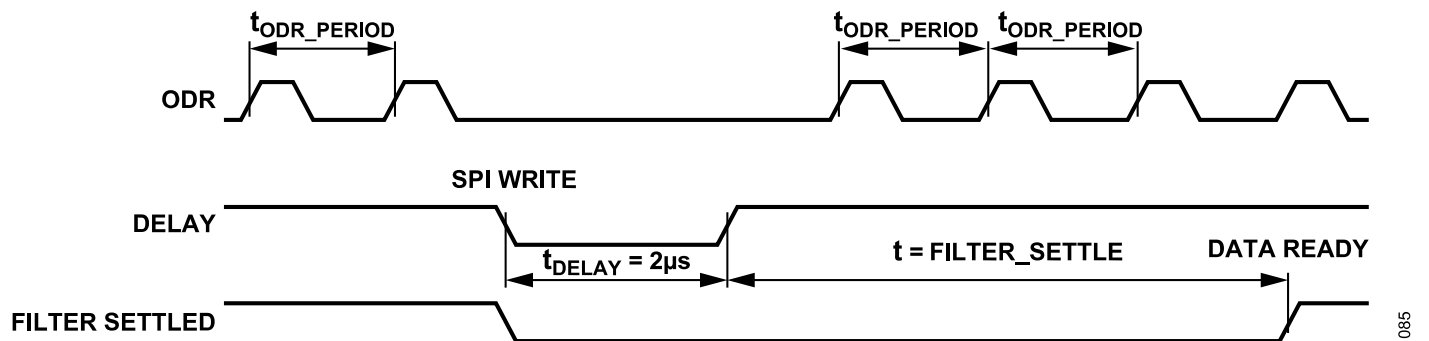 tODR_PERIOD tODR_PERIOD tODR_PERIOD
ODR
SPI WRITE
DELAY
tDELAY = 2µs t = FILTER_SETTLE DATA READY
FILTER SETTLED
085